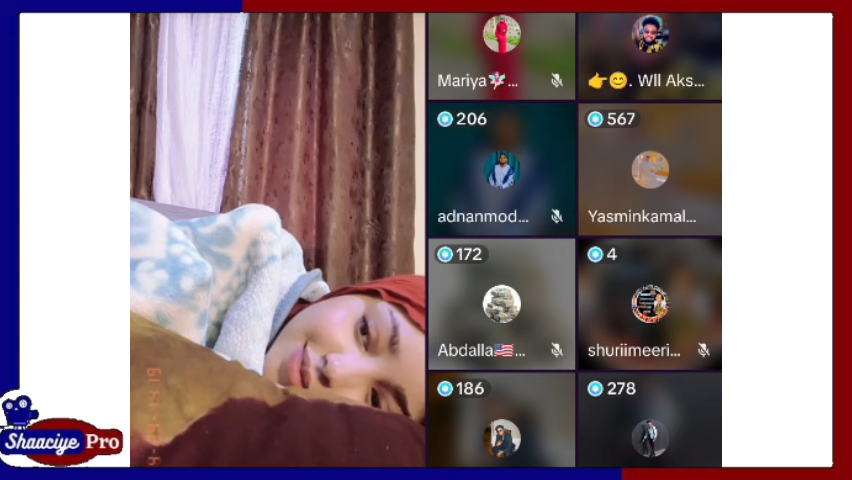 Mariya🧚...
👉😊. Wll Aks...
206
567
adnanmod...
Yasminkamal...
172
4
Abdalla🇺🇸...
shuriimeeri...
186
278
Shaaciye Pro